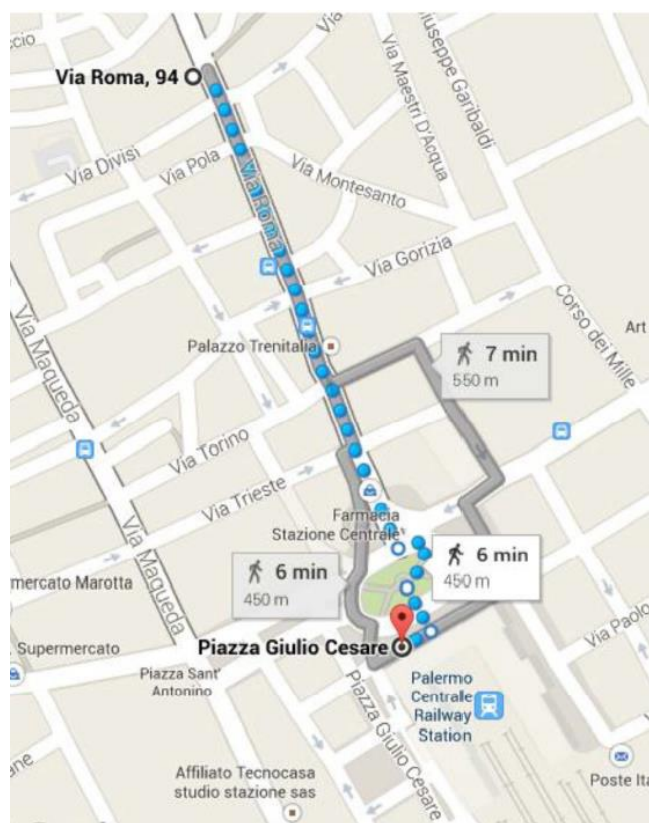 ccio
Via Roma, 94
Via Divisi
Via Pola
Via Roma
Via Maestri D'Acqua
Giuseppe Garibaldi
Via Montesanto
Via Gorizia
Via Maqueda
Palazzo Trenitalia
Corso dei Mille
Art
7 min
550 m
Via Torino
Via Trieste
Farmacia
Stazione Centrale
6 min
450 m
6 min
450 m
Via Maqueda
mercato Marotta
Supermercato
Piazza Giulio Cesare
Via Paolo
Piazza Sant'
Antonino
Piazza Giulio Cesare
Palermo
Centrale
Railway
Station
ane
Affiliato Tecnocasa
studio stazione sas
Poste Ita